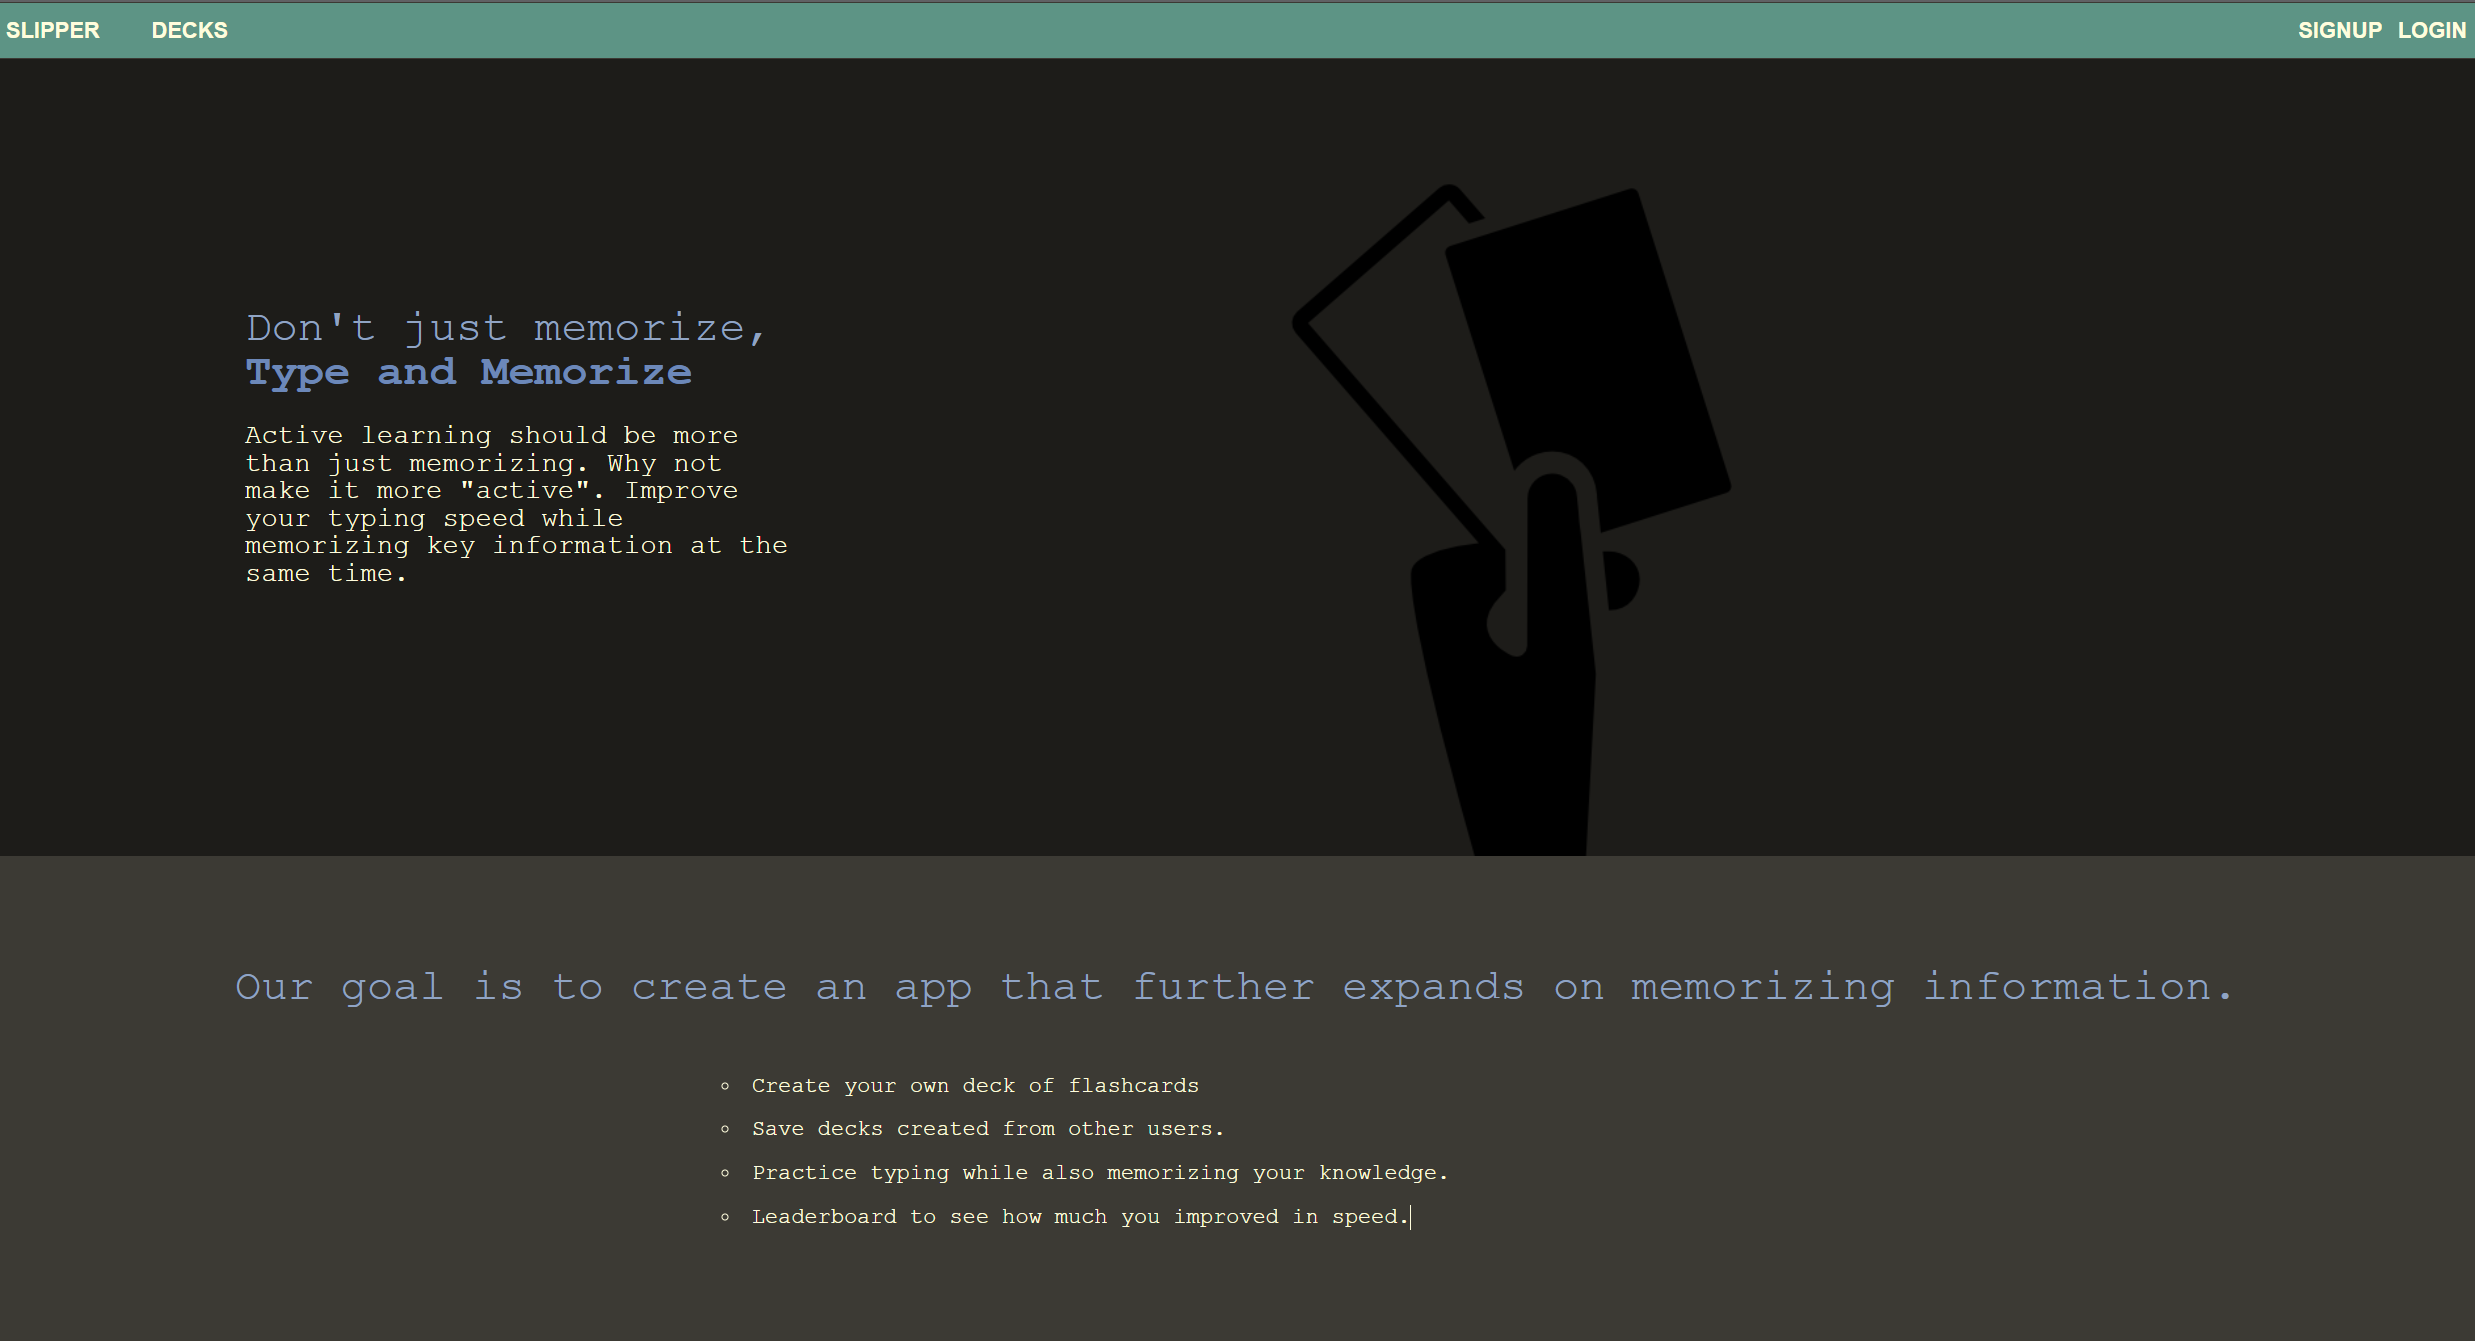 SLIPPER DECKS SIGNUP LOGIN
Don't just memorize,
Type and Memorize
Active learning should be more
than just memorizing. Why not
make it more "active". Improve
your typing speed while
memorizing key information at the
same time.
Our goal is to create an app that further expands on memorizing information.
Create your own deck of flashcards
Save decks created from other users.
Practice typing while also memorizing your knowledge.
Leaderboard to see how much you improved in speed.